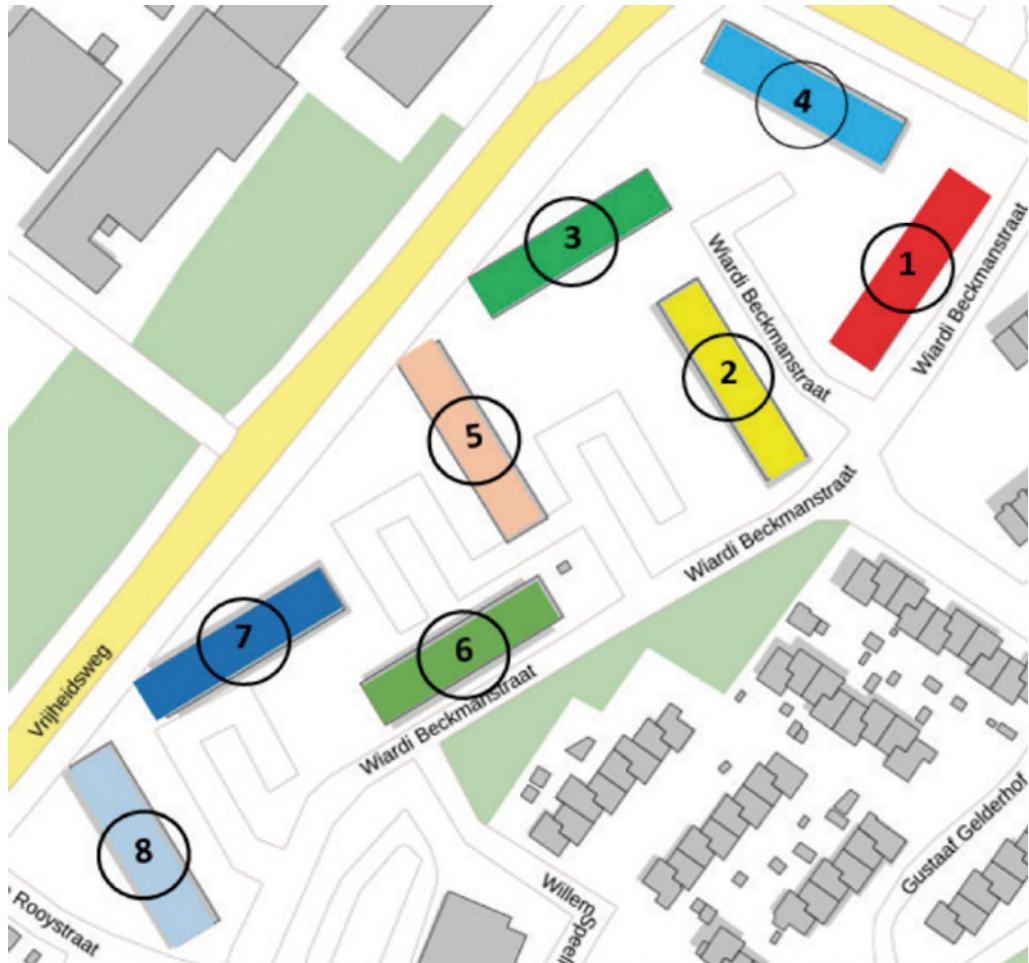 4
3
1
Wiardi Beckmanstraat
Wiardi Beckmanstraat
2
5
Wiardi Beckmanstraat
7
6
Vrijheidsweg
Wiardi Beckmanstraat
8
Gustaaf Gelderhof
Willem
Rooystraat